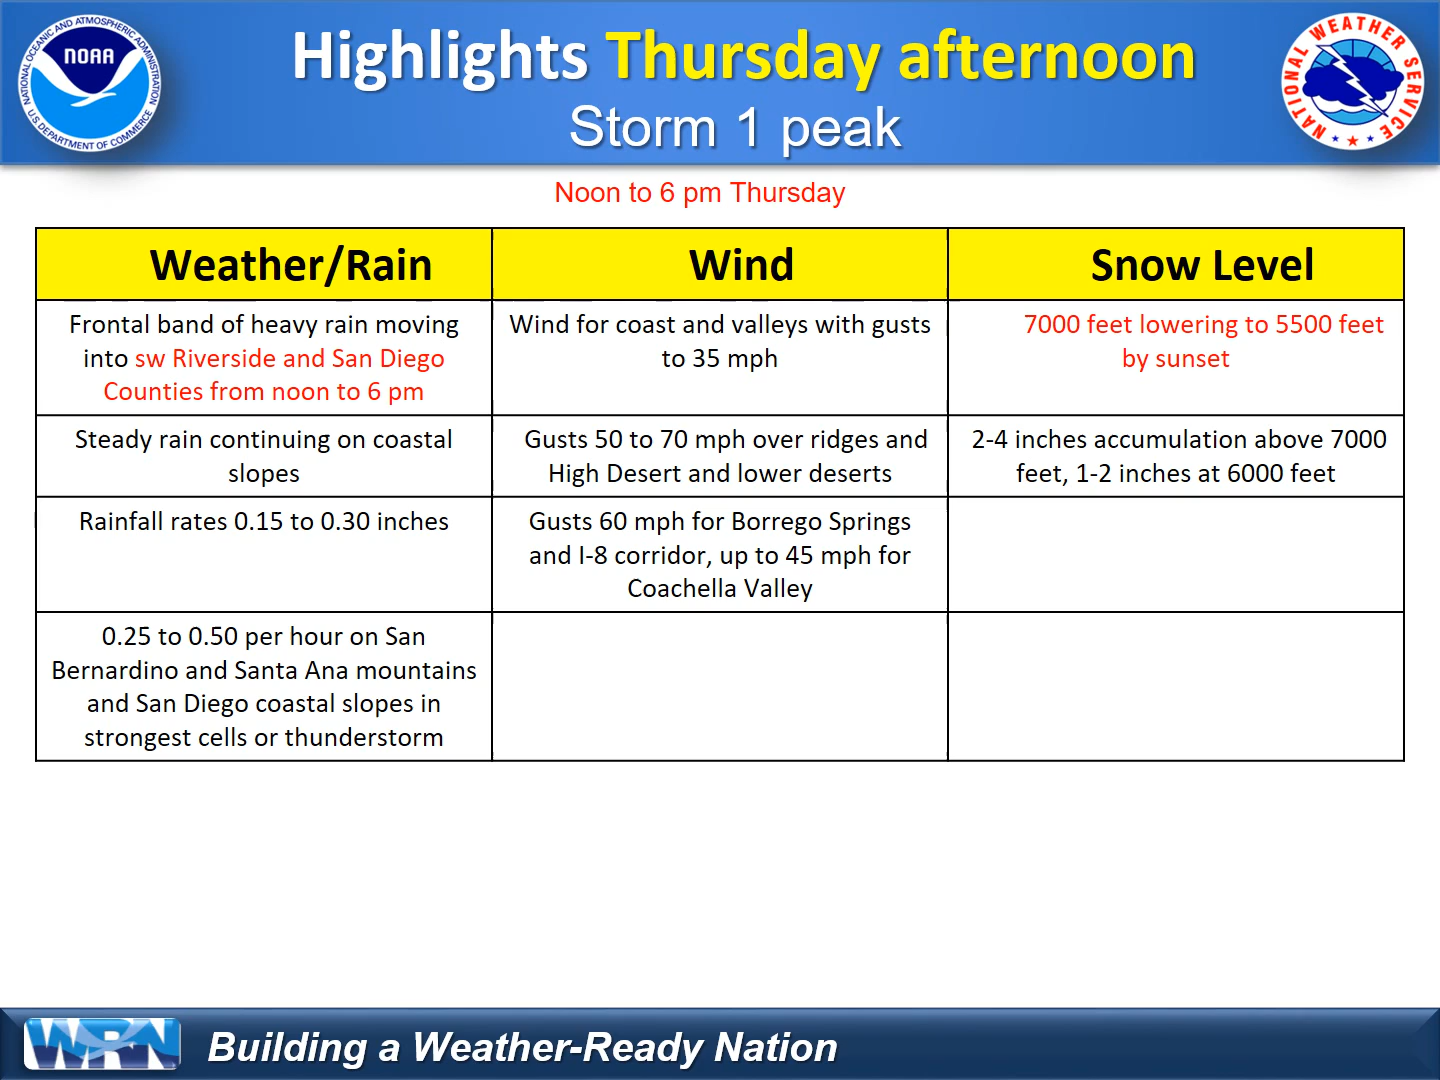 NATIONAL OCEANIC AND ATMOSPHERIC ADMINISTRATION
NOAA
U.S. DEPARTMENT OF COMMERCE
Highlights Thursday afternoon
Storm 1 peak
NATIONAL WEATHER SERVICE
Noon to 6 pm Thursday
Weather/Rain
Wind
Snow Level
Frontal band of heavy rain moving
into sw Riverside and San Diego
Counties from noon to 6 pm
Wind for coast and valleys with gusts
to 35 mph
7000 feet lowering to 5500 feet
by sunset
Steady rain continuing on coastal
slopes
Gusts 50 to 70 mph over ridges and
High Desert and lower deserts
2-4 inches accumulation above 7000
feet, 1-2 inches at 6000 feet
Rainfall rates 0.15 to 0.30 inches
Gusts 60 mph for Borrego Springs
and I-8 corridor, up to 45 mph for
Coachella Valley
0.25 to 0.50 per hour on San
Bernardino and Santa Ana mountains
and San Diego coastal slopes in
strongest cells or thunderstorm
WRN
Building a Weather-Ready Nation